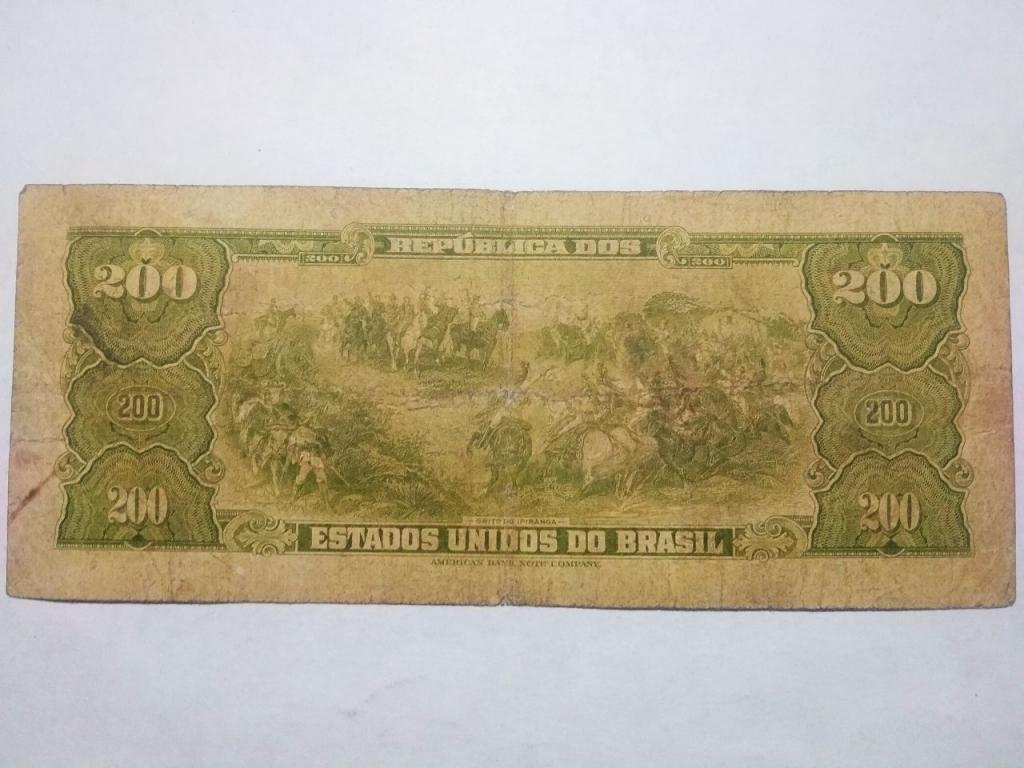 REPÚBLICA DOS
200 200
200 200
200 200
200 200
GRITO DO IPIRANGA
ESTADOS UNIDOS DO BRASIL
AMERICAN BANK NOTE COMPANY.